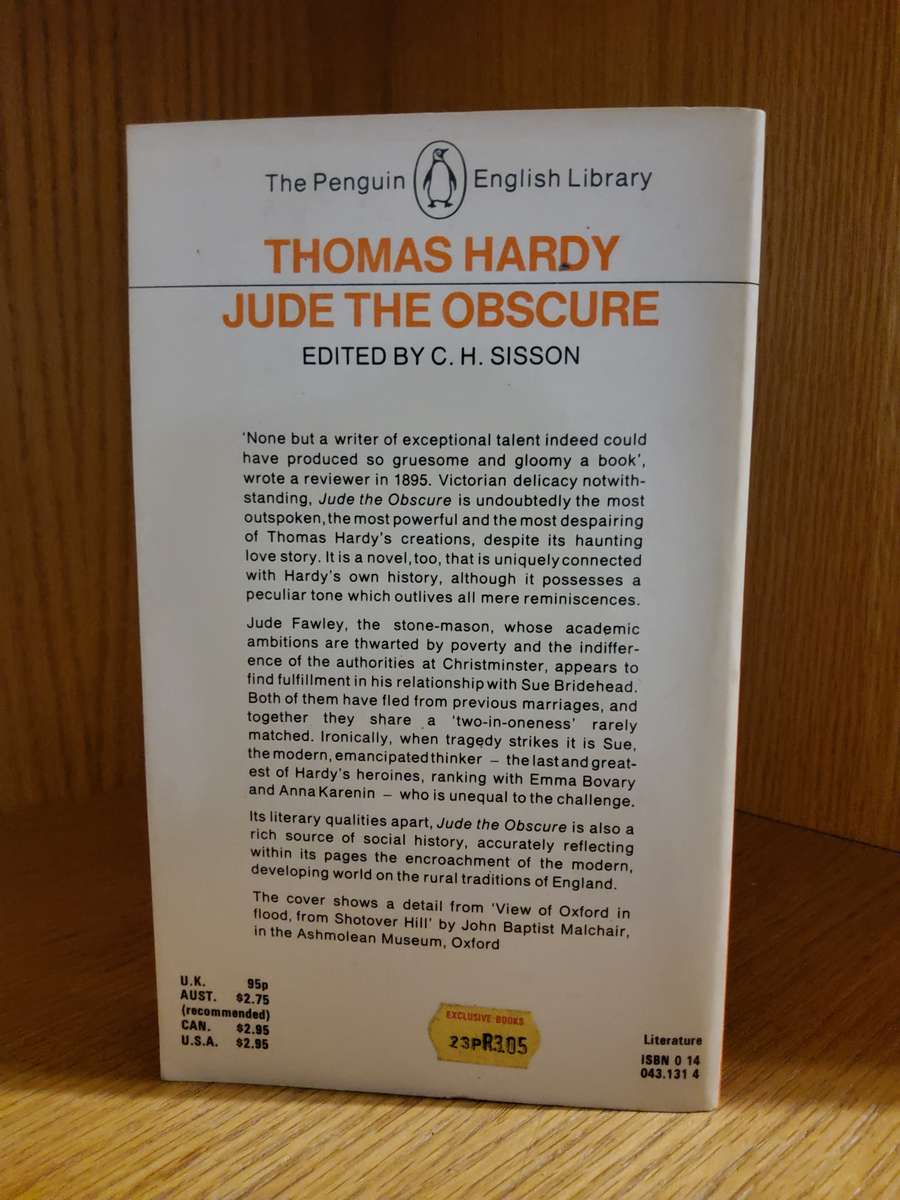 The Penguin English Library
THOMAS HARDY
JUDE THE OBSCURE
EDITED BY C. H. SISSON
'None but a writer of exceptional talent indeed could
have produced so gruesome and gloomy a book',
wrote a reviewer in 1895. Victorian delicacy notwith-
standing, Jude the Obscure is undoubtedly the most
outspoken, the most powerful and the most despairing
of Thomas Hardy's creations, despite its haunting
love story. It is a novel, too, that is uniquely connected
with Hardy's own history, although it possesses a
peculiar tone which outlives all mere reminiscences.
Jude Fawley, the stone-mason, whose academic
ambitions are thwarted by poverty and the indiffer-
ence of the authorities at Christminster, appears to
find fulfillment in his relationship with Sue Bridehead.
Both of them have fled from previous marriages, and
together they share a 'two-in-oneness' rarely
matched. Ironically, when tragedy strikes it is Sue,
the modern, emancipated thinker – the last and great-
est of Hardy's heroines, ranking with Emma Bovary
and Anna Karenin – who is unequal to the challenge.
Its literary qualities apart, Jude the Obscure is also a
rich source of social history, accurately reflecting
within its pages the encroachment of the modern,
developing world on the rural traditions of England.
The cover shows a detail from 'View of Oxford in
flood, from Shotover Hill' by John Baptist Malchair,
in the Ashmolean Museum, Oxford
U.K. 95p
AUST. $2.75
(recommended)
CAN. $2.95
U.S.A. $2.95
EXCLUSIVE BOOKS
23PR3.05
Literature
ISBN 0 14
043.131 4